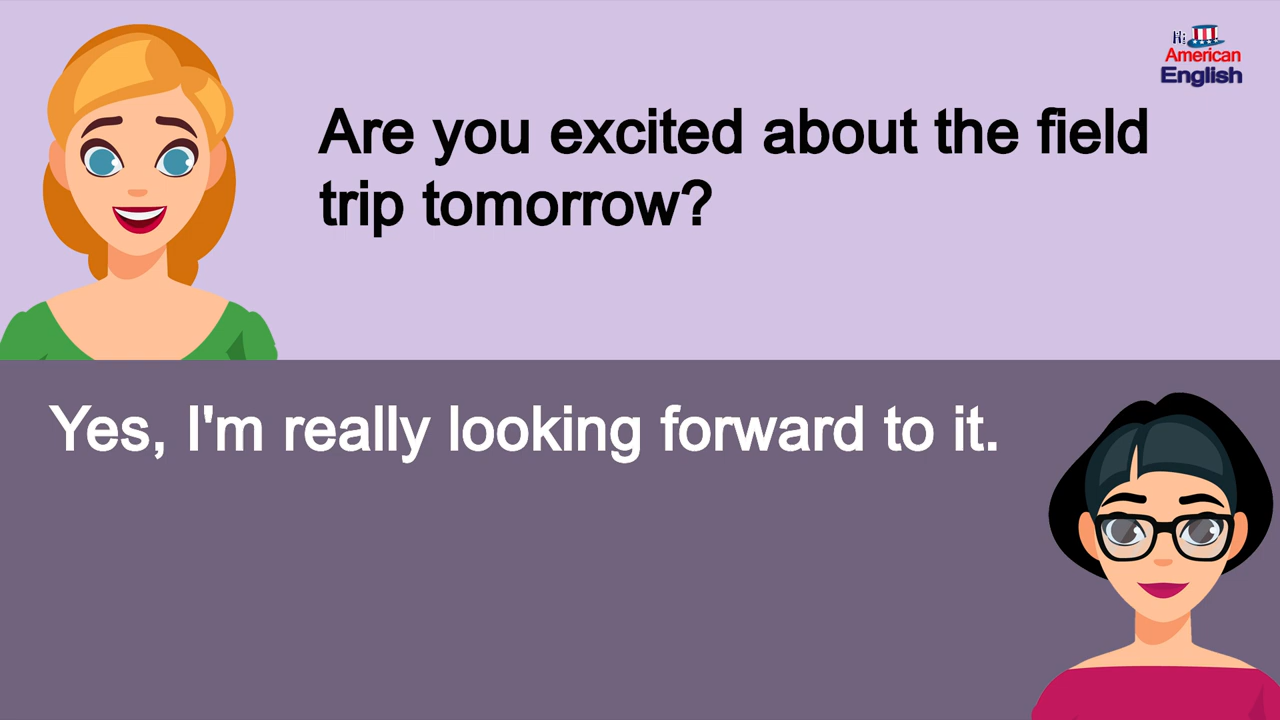 Hi
American
English
Are you excited about the field
trip tomorrow?
Yes, I'm really looking forward to it.